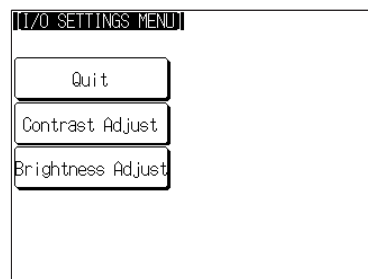 [I/O SETTINGS MENU]
Quit
Contrast Adjust
Brightness Adjust